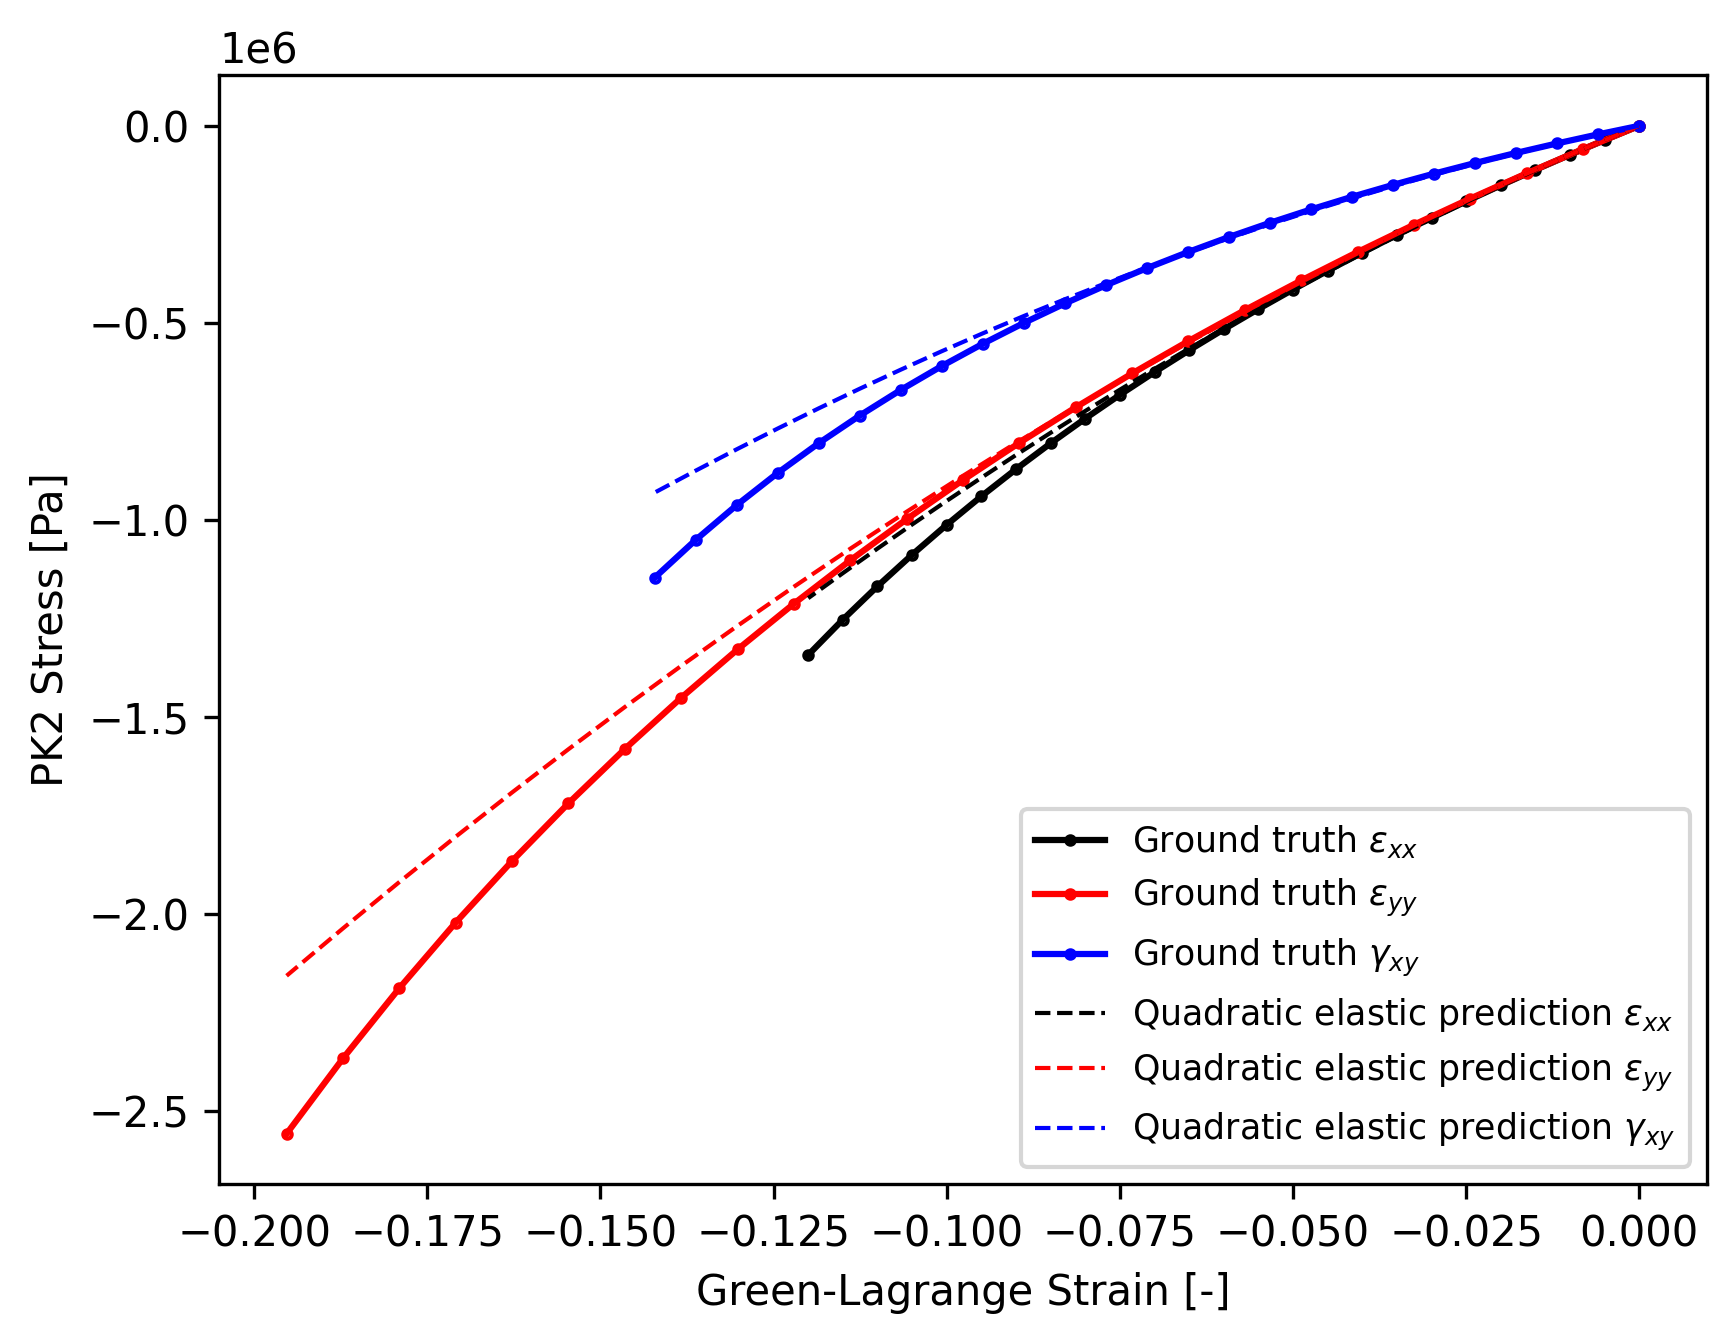 1e6
0.0
−0.5
−1.0
−1.5
−2.0
−2.5
PK2 Stress [Pa]
Ground truth εxx
Ground truth εyy
Ground truth γxy
Quadratic elastic prediction εxx
Quadratic elastic prediction εyy
Quadratic elastic prediction γxy
−0.200 −0.175 −0.150 −0.125 −0.100 −0.075 −0.050 −0.025 0.000
Green-Lagrange Strain [-]